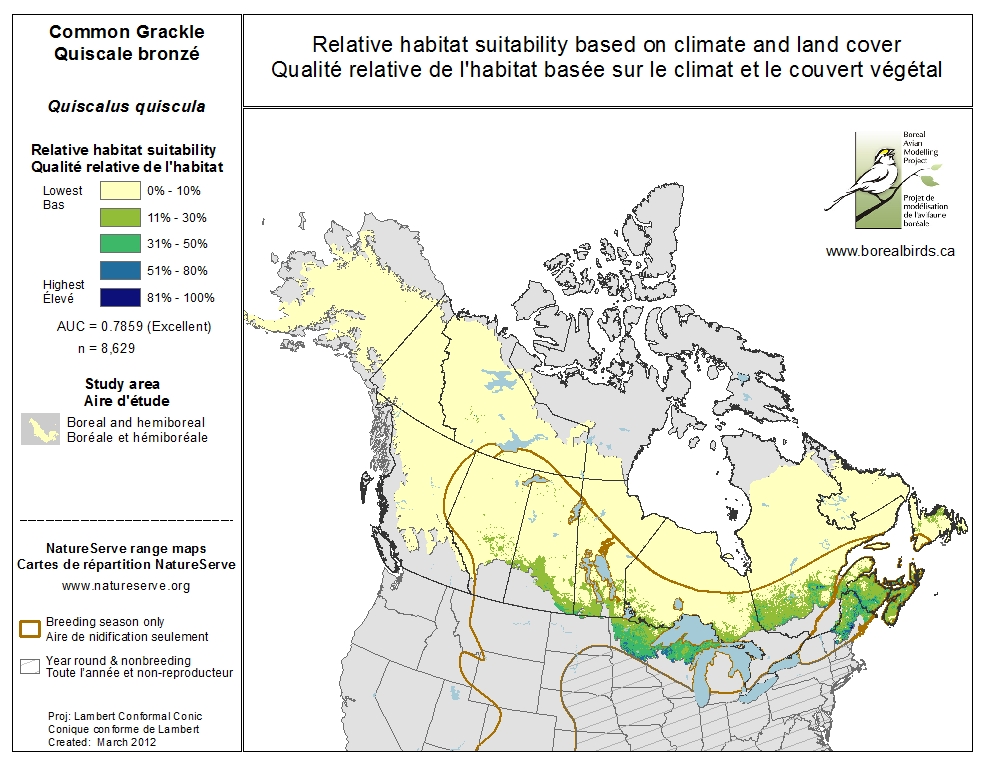 Common Grackle
Quiscale bronzé
Quiscalus quiscula
Relative habitat suitability
Qualité relative de l'habitat
Lowest
Bas
0% - 10%
11% - 30%
31% - 50%
51% - 80%
Highest
Élevé
81% - 100%
AUC = 0.7859 (Excellent)
n = 8,629
Study area
Aire d'étude
Boreal and hemiboreal
Boréale et hémiboréale
NatureServe range maps
Cartes de répartition NatureServe
www.natureserve.org
Breeding season only
Aire de nidification seulement
Year round & nonbreeding
Toute l'année et non-reproducteur
Proj: Lambert Conformal Conic
Conique conforme de Lambert
Created: March 2012
Relative habitat suitability based on climate and land cover
Qualité relative de l'habitat basée sur le climat et le couvert végétal
Boreal
Avian
Modelling
Project
Projet de
modélisation
de l'avifaune
boréale
www.borealbirds.ca